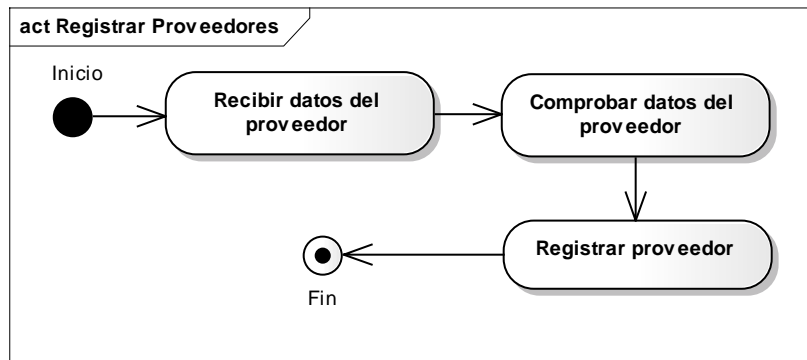 act Registrar Proveedores
Inicio
Recibir datos del
proveedor
Comprobar datos del
proveedor
Registrar proveedor
Fin